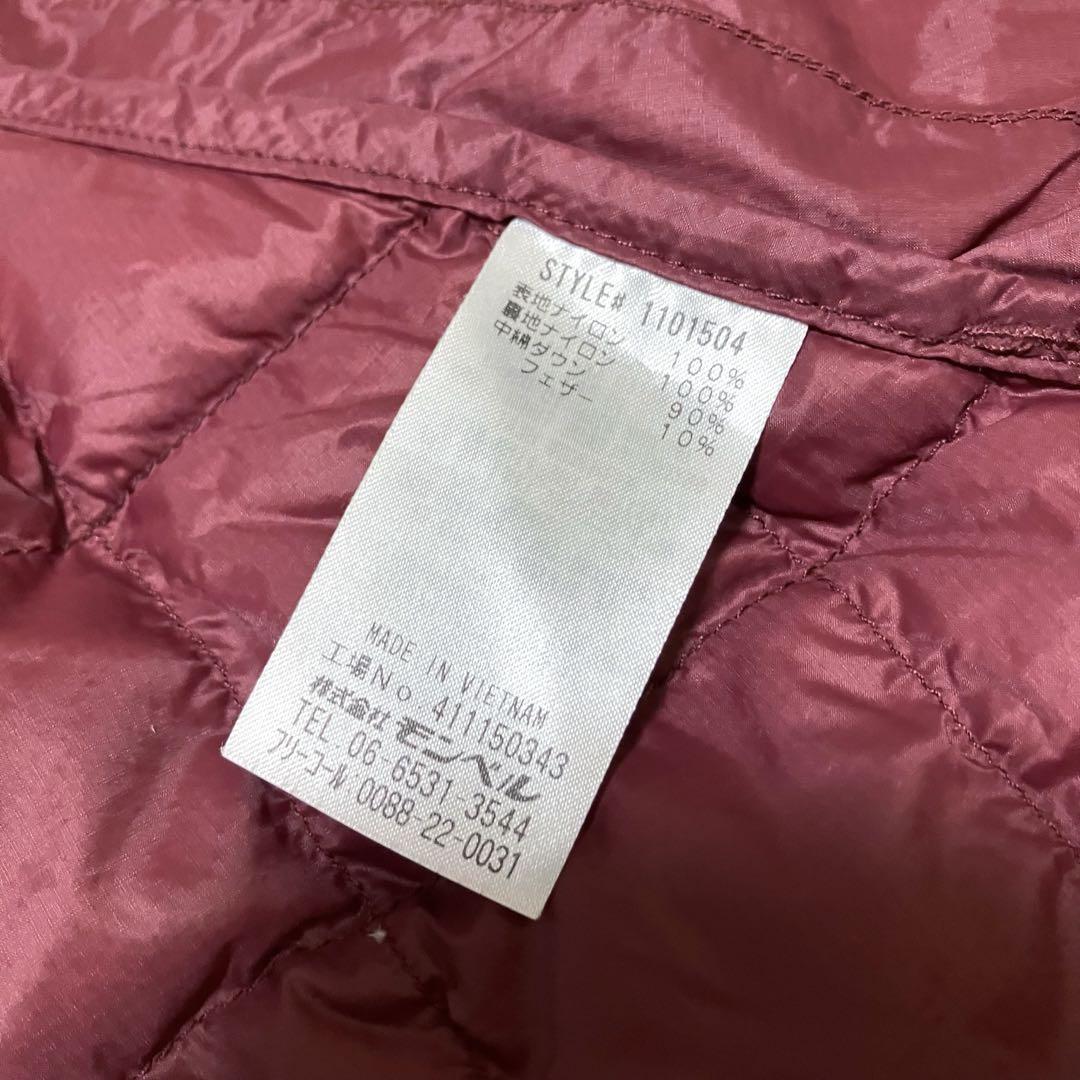 STYLE# 1101504
表地ナイロン 100%
裏地ナイロン 100%
中綿ダウン 90%
フェザー 10%
MADE IN VIETNAM
工場No. 411150343
株式会社モンベル
TEL 06-6531-3544
フリーコール 0088-22-0031